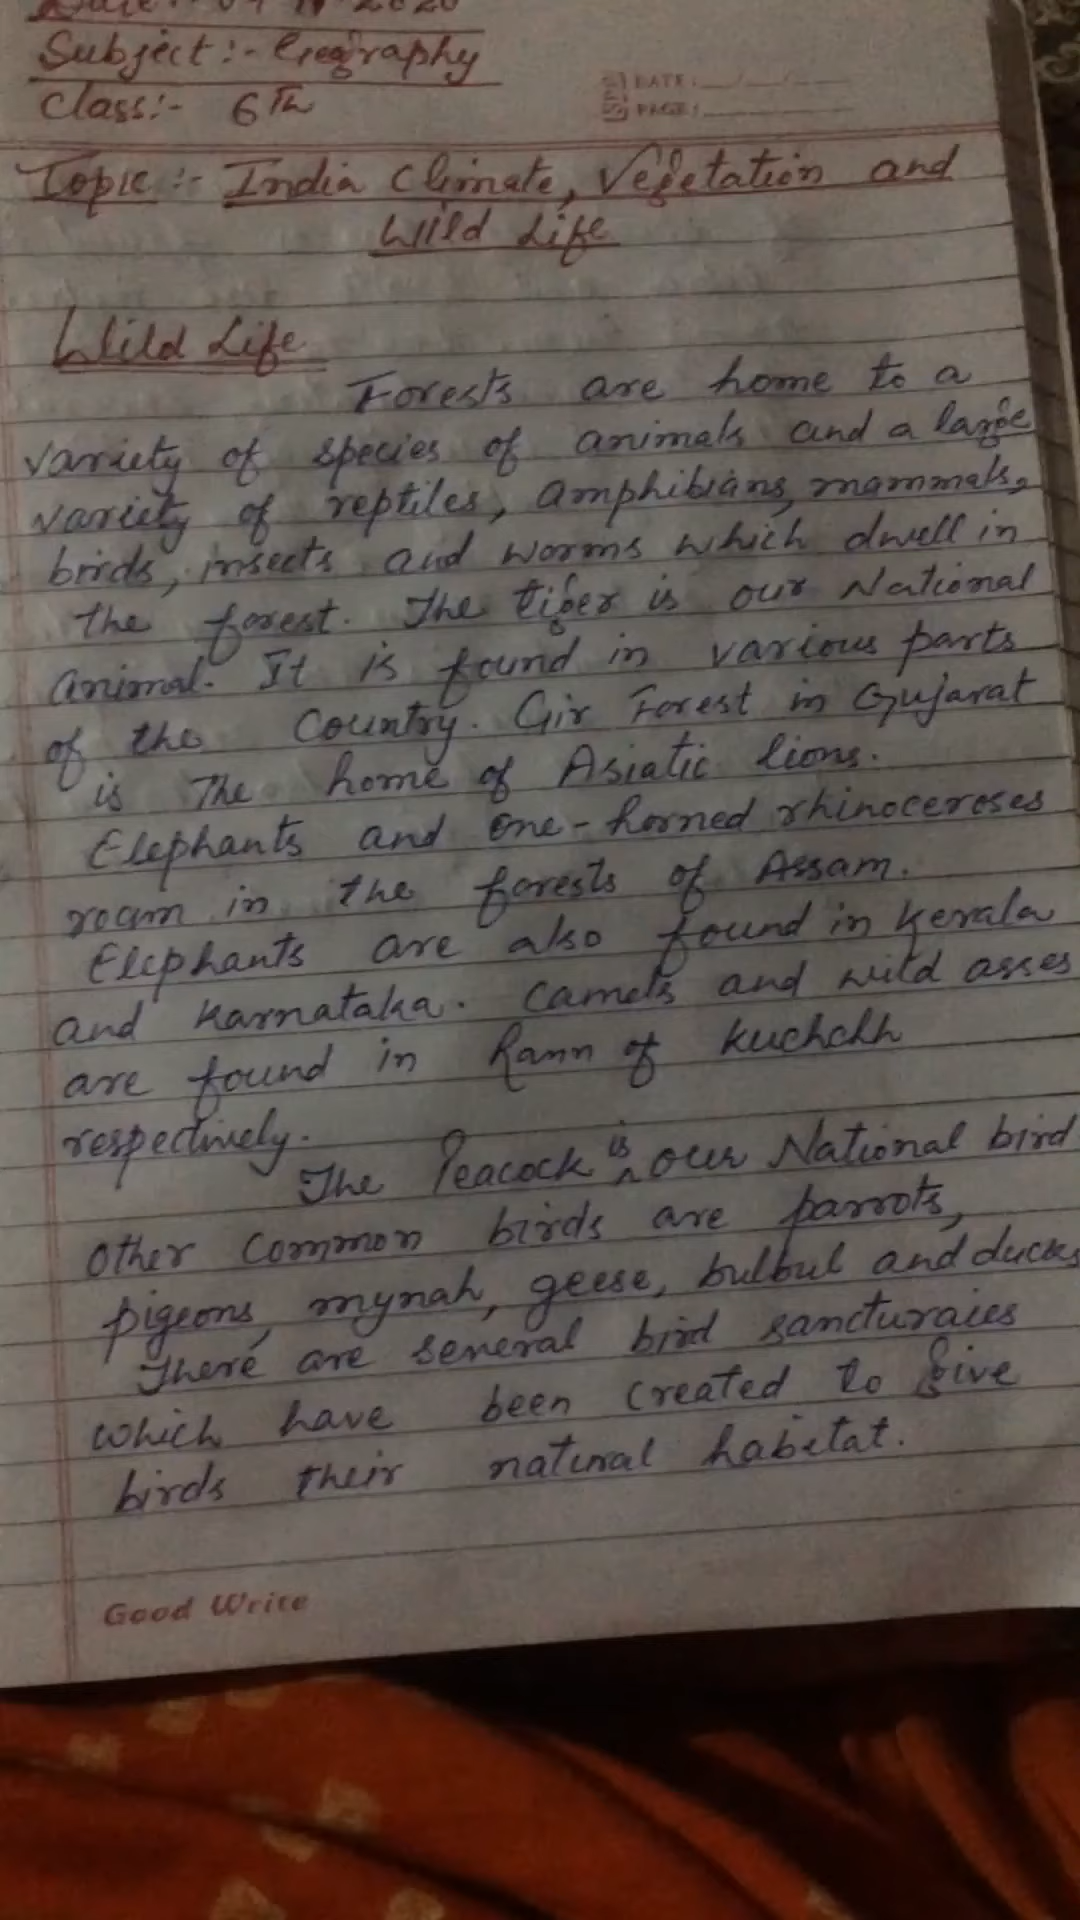 Subject:- Geography
Class:- 6Th
DATE: __/__/__
PAGE: ______
Topic :- India Climate, Vegetation and
Wild Life
Wild Life
Forests are home to a
variety of species of animals and a large
variety of reptiles, amphibians, mammals,
birds, insects and worms which dwell in
the forest. The tiger is our National
animal. It is found in various parts
of the Country. Gir Forest in Gujarat
is The home of Asiatic lions.
Elephants and one-horned rhinoceroses
roam in the forests of Assam.
Elephants are also found in Kerala
and Karnataka. Camels and wild asses
are found in Rann of Kuchchh
respectively.
The Peacock is our National bird
Other Common birds are parrots,
pigeons, mynah, geese, bulbul and ducks
There are several bird sancturaies
which have been created to give
birds their natural habitat.
Good Write